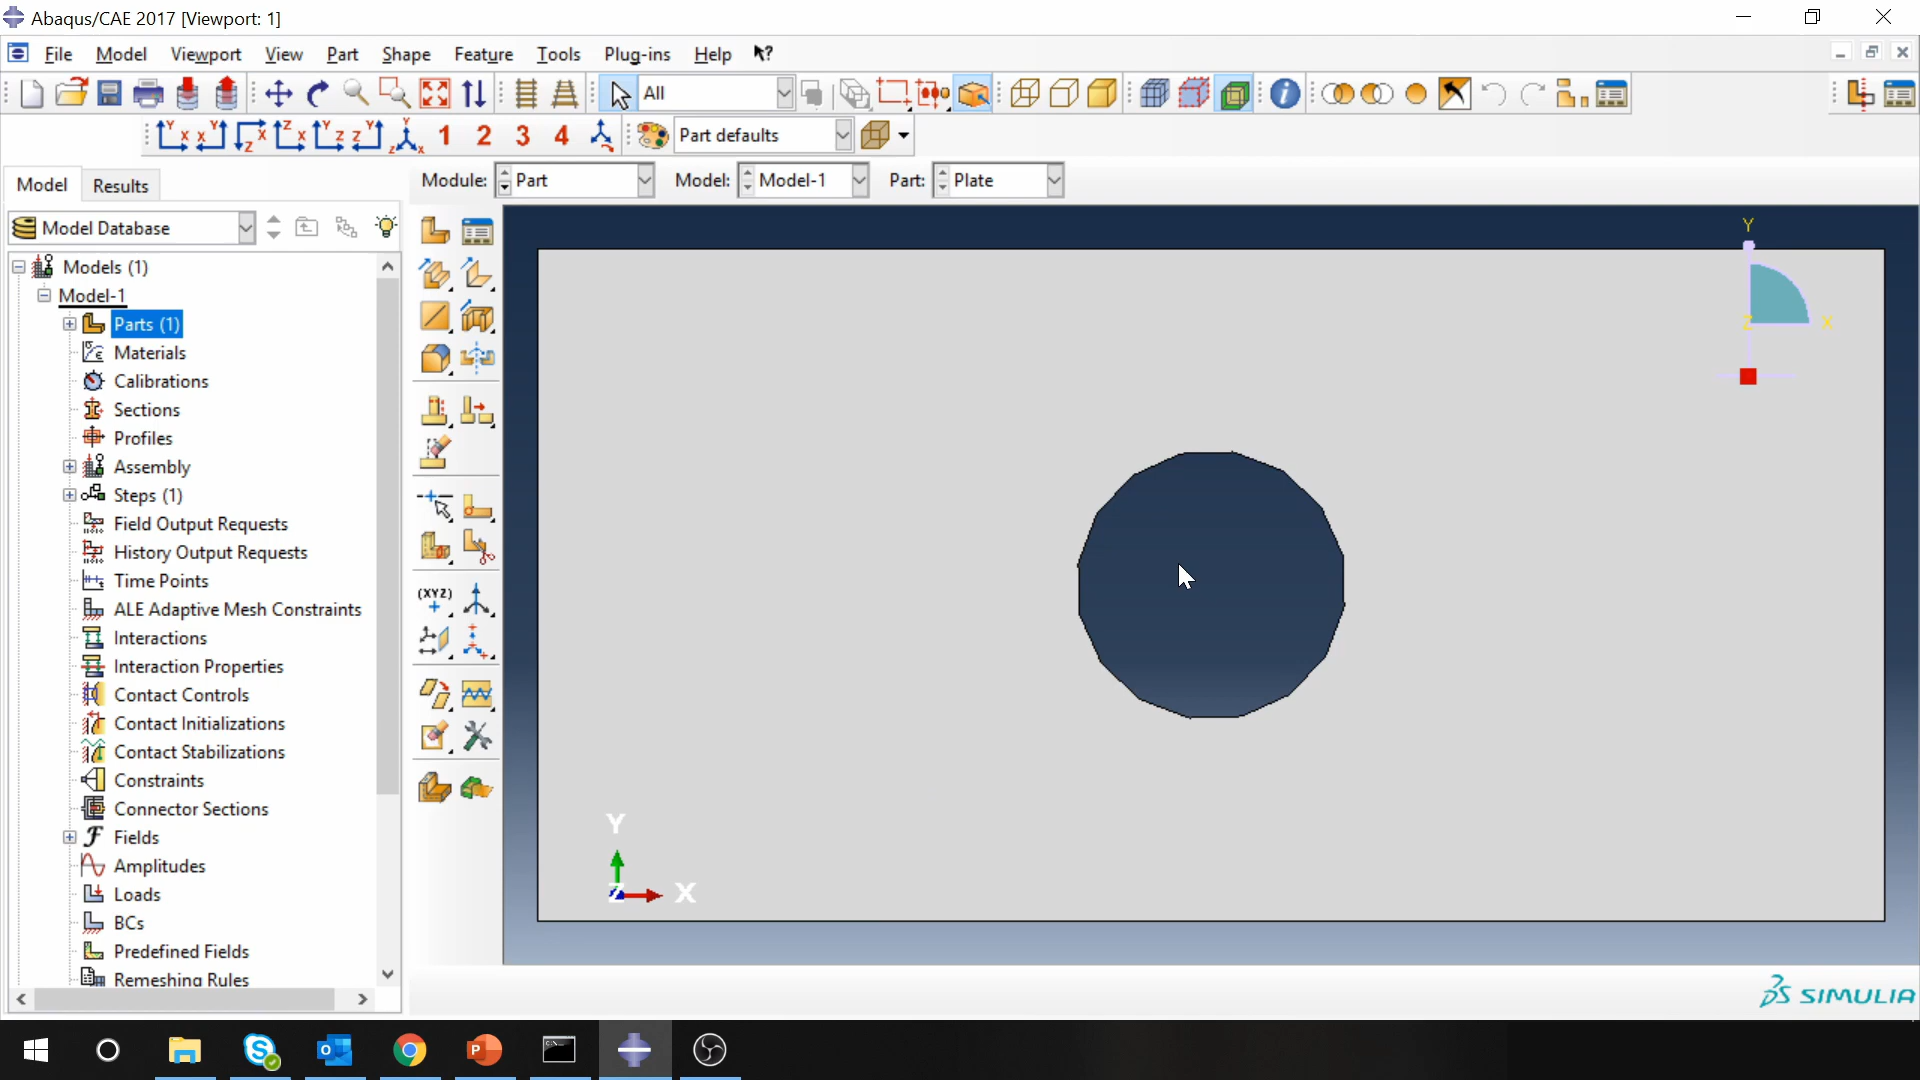 Abaqus/CAE 2017 [Viewport: 1]
File Model Viewport View Part Shape Feature Tools Plug-ins Help
All
1 2 3 4 Part defaults
Model Results Module: Part Model: Model-1 Part: Plate
Model Database
Models (1)
Model-1
Parts (1)
Materials
Calibrations
Sections
Profiles
Assembly
Steps (1)
Field Output Requests
History Output Requests
Time Points
ALE Adaptive Mesh Constraints
Interactions
Interaction Properties
Contact Controls
Contact Initializations
Contact Stabilizations
Constraints
Connector Sections
Fields
Amplitudes
Loads
BCs
Predefined Fields
Remeshing Rules
(XYZ)
Y
Z X
Y
Z X
SIMULIA